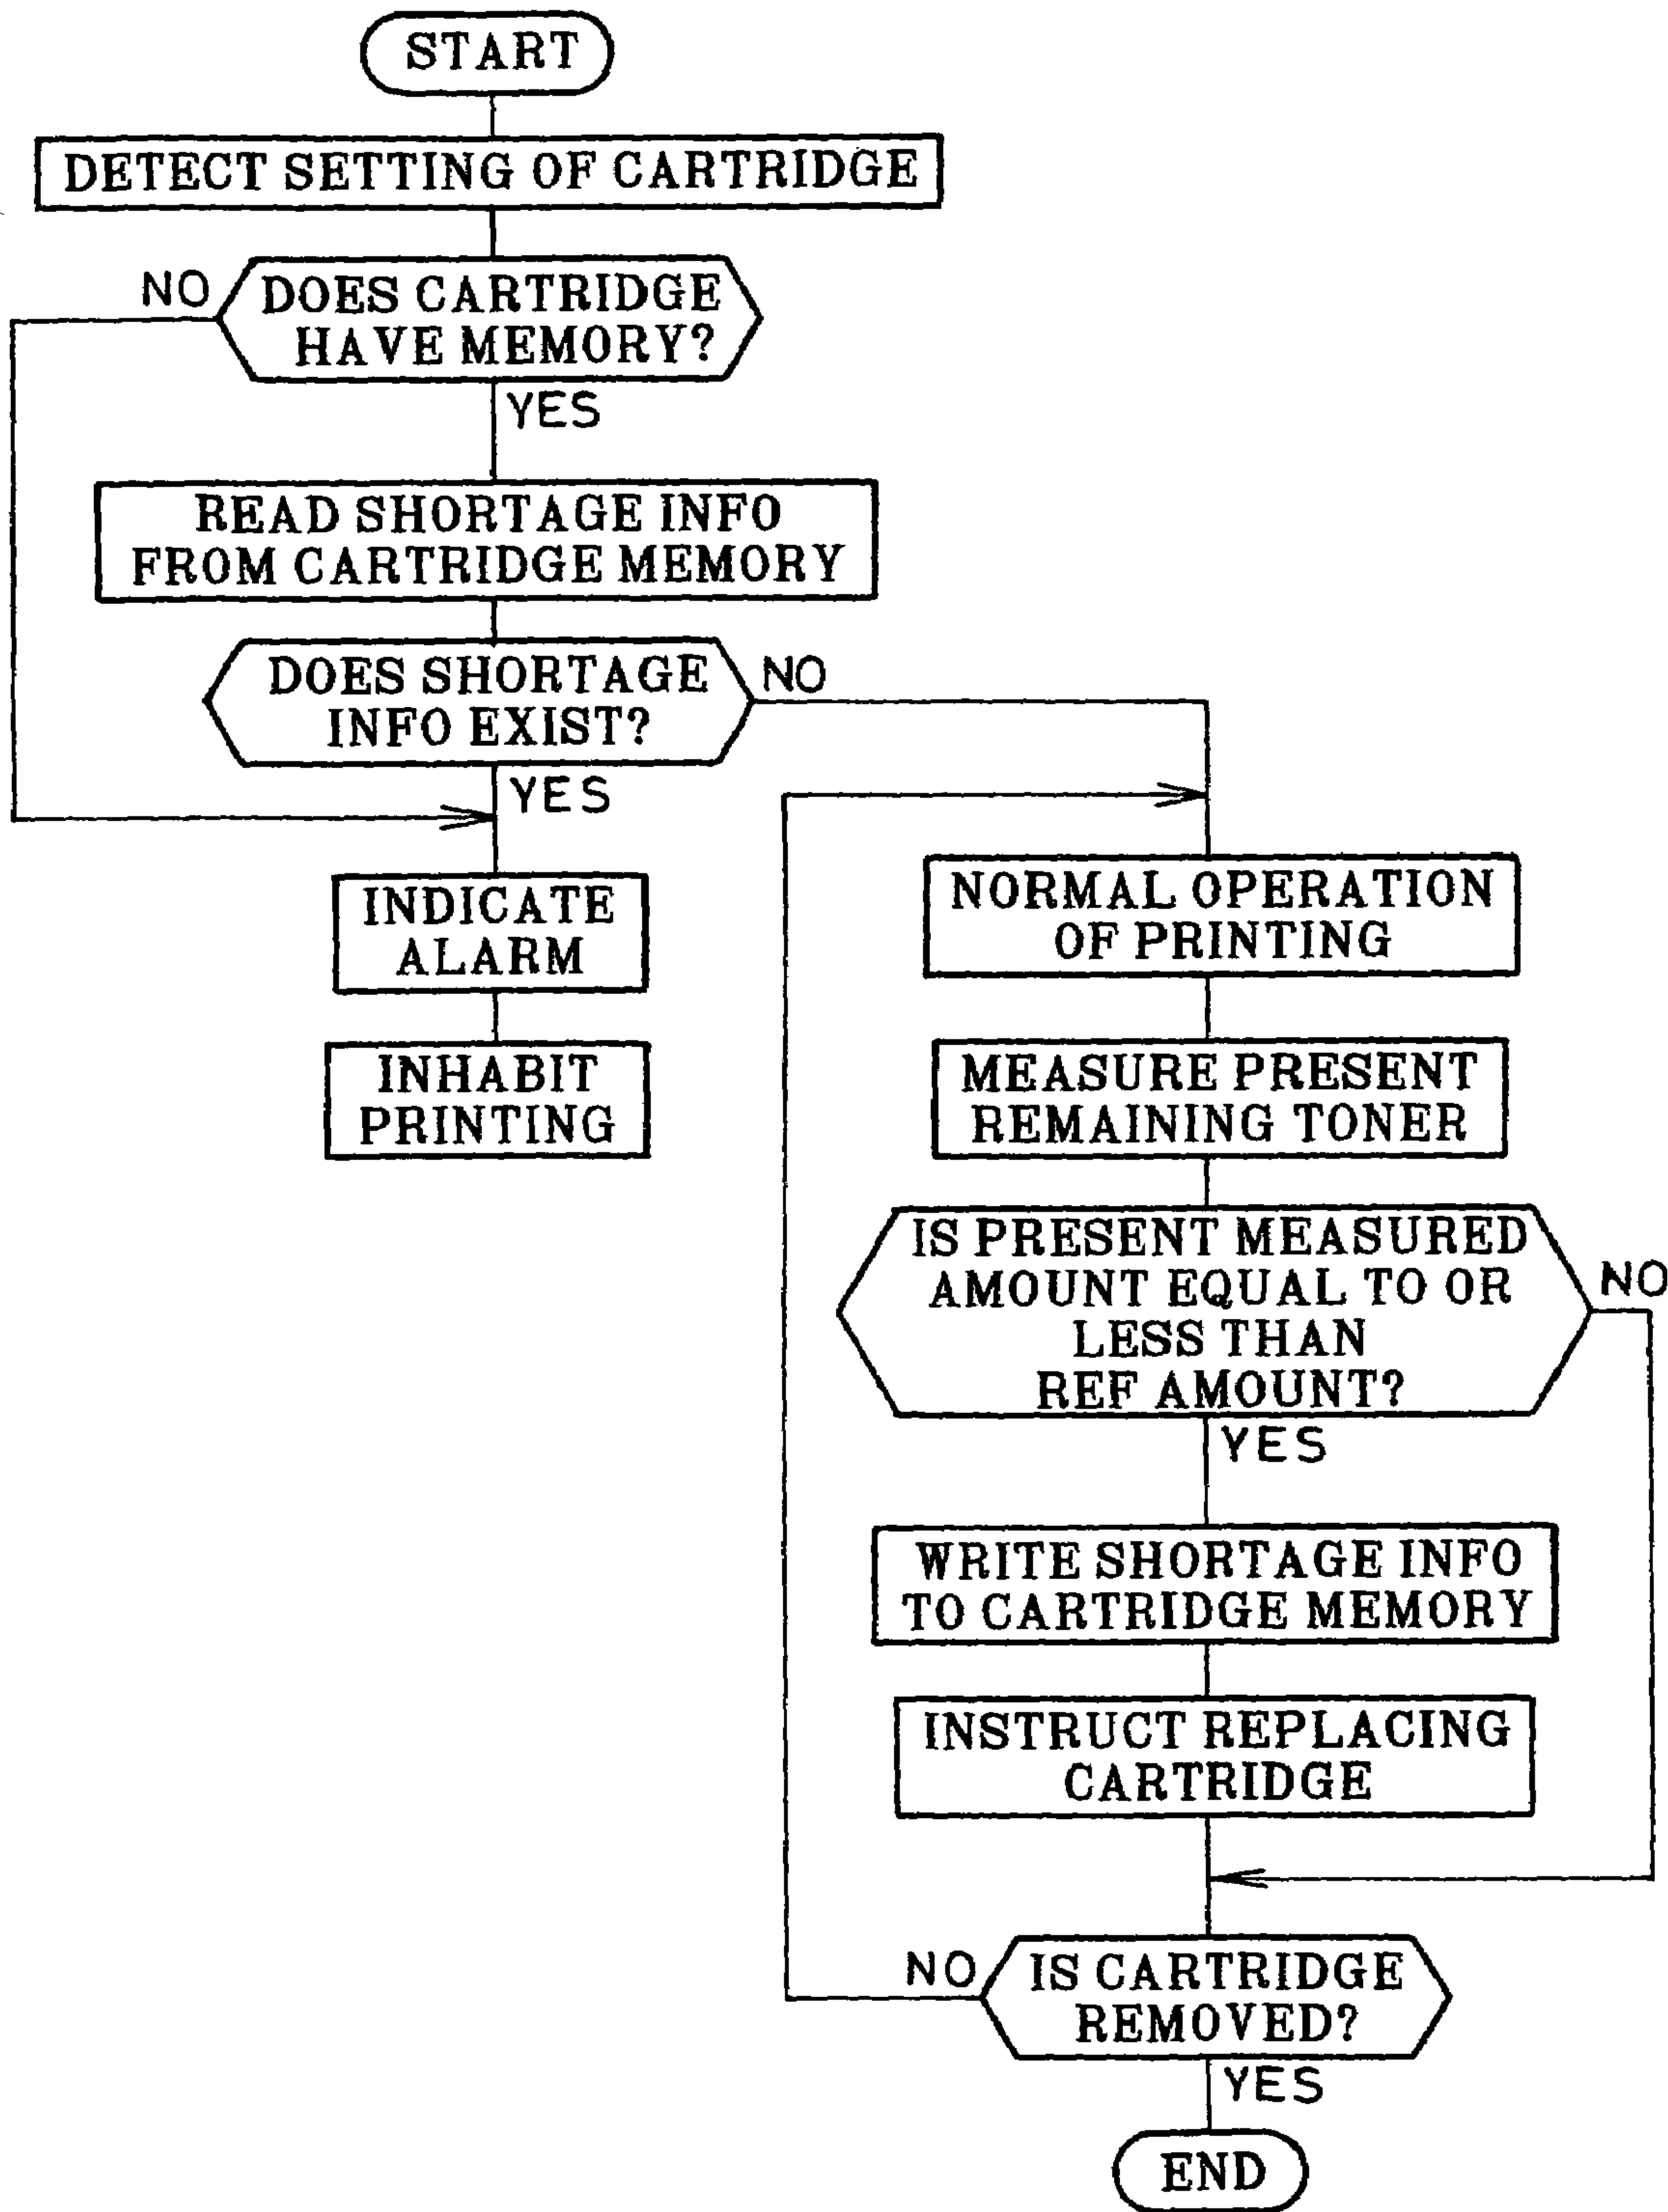 START
DETECT SETTING OF CARTRIDGE
NO
DOES CARTRIDGE
HAVE MEMORY?
YES
READ SHORTAGE INFO
FROM CARTRIDGE MEMORY
DOES SHORTAGE
INFO EXIST?
NO
YES
INDICATE
ALARM
INHABIT
PRINTING
NORMAL OPERATION
OF PRINTING
MEASURE PRESENT
REMAINING TONER
IS PRESENT MEASURED
AMOUNT EQUAL TO OR
LESS THAN
REF AMOUNT?
NO
YES
WRITE SHORTAGE INFO
TO CARTRIDGE MEMORY
INSTRUCT REPLACING
CARTRIDGE
NO
IS CARTRIDGE
REMOVED?
YES
END